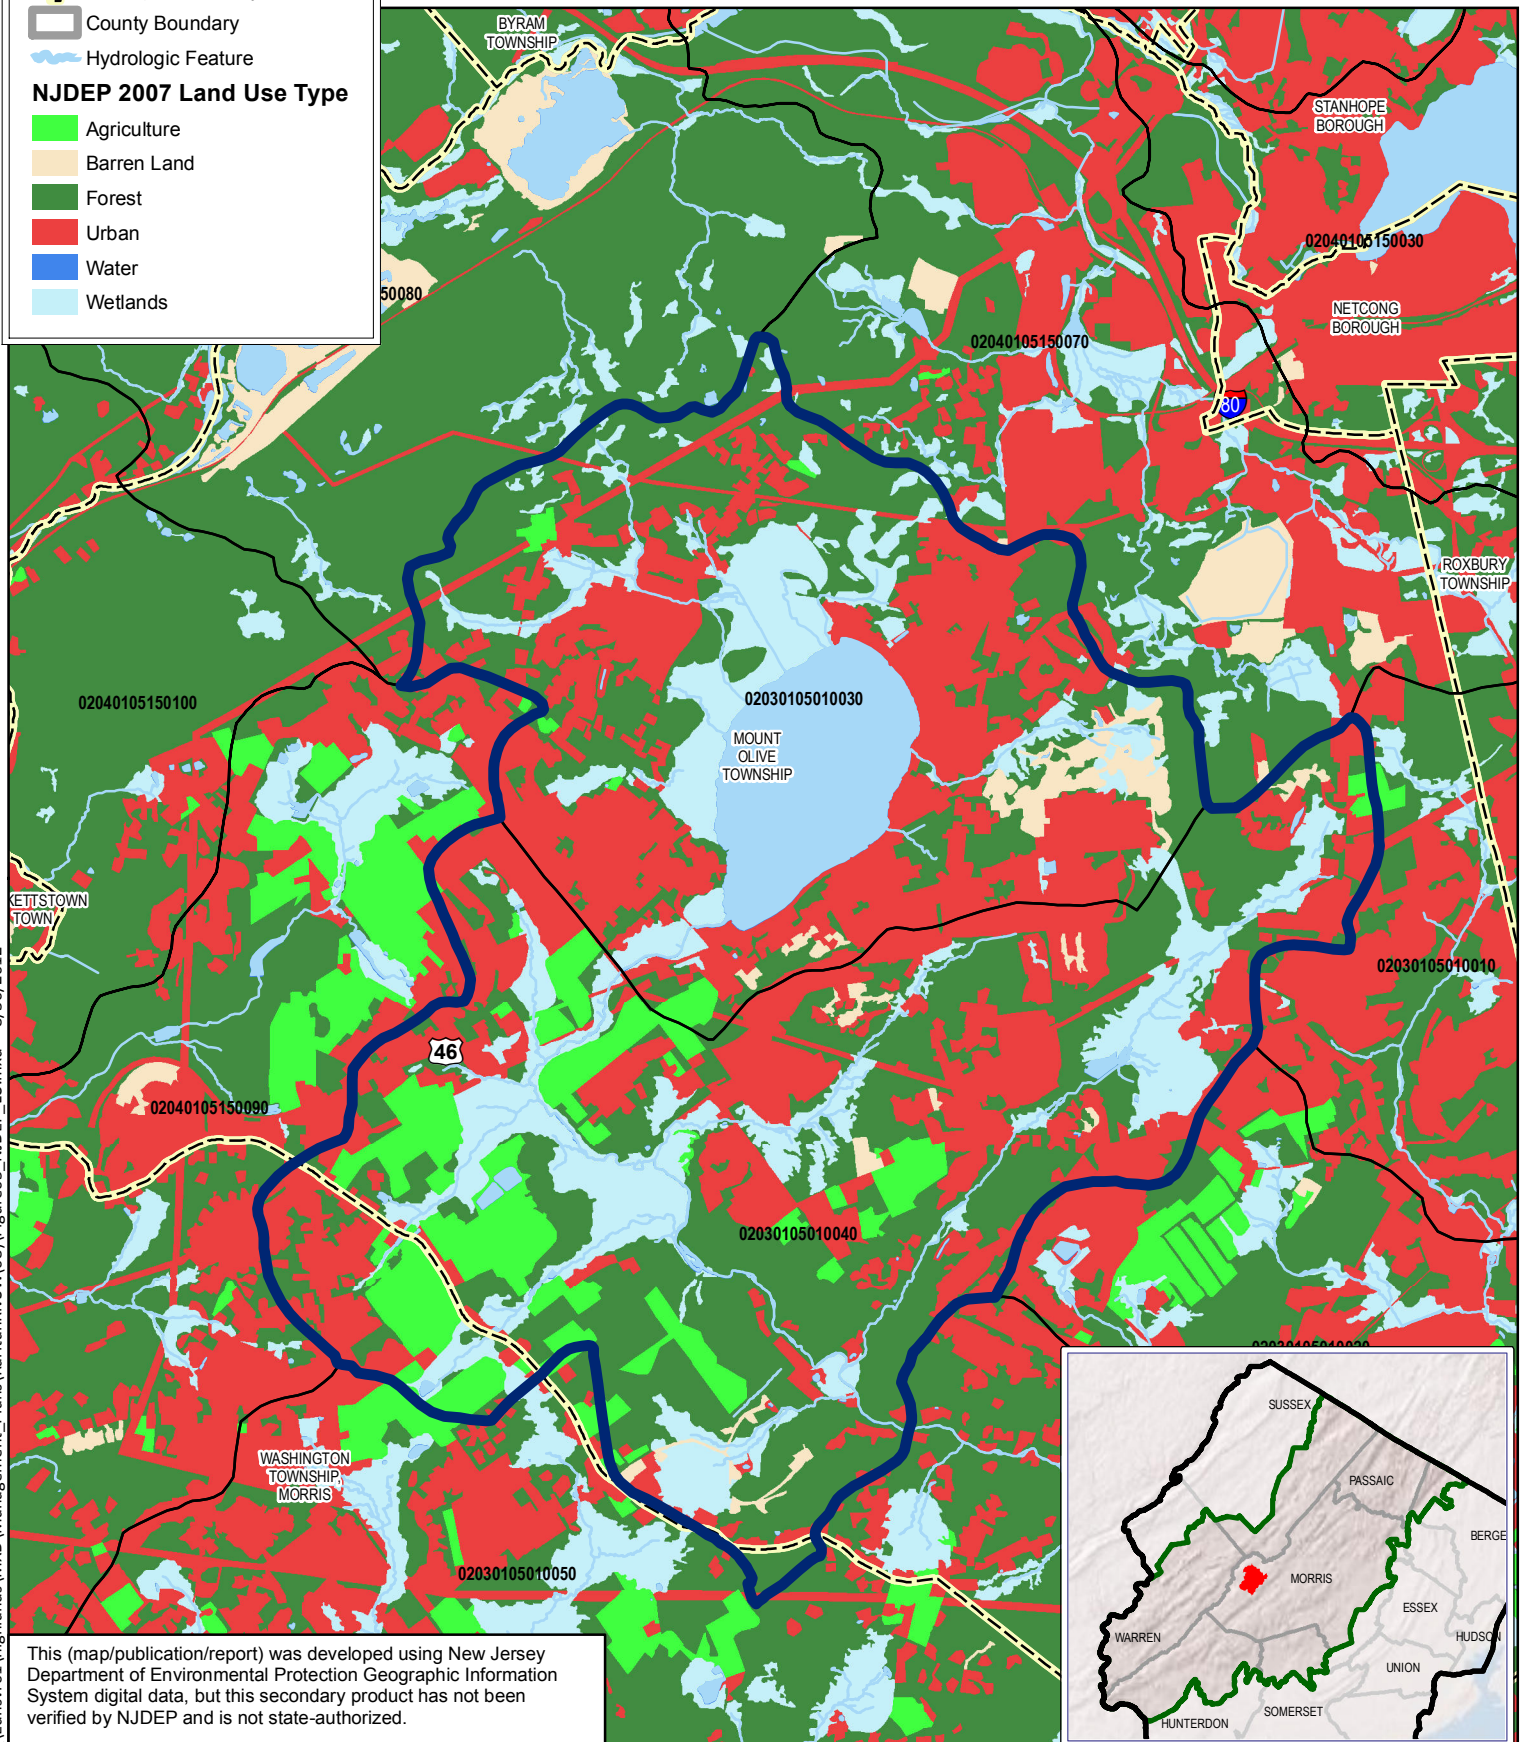 County Boundary
Hydrologic Feature
NJDEP 2007 Land Use Type
Agriculture
Barren Land
Forest
Urban
Water
Wetlands
BYRAM
TOWNSHIP
STANHOPE
BOROUGH
02040105150030
50080
NETCONG
BOROUGH
02040105150070
80
ROXBURY
TOWNSHIP
02040105150100
02030105010030
MOUNT
OLIVE
TOWNSHIP
KETTSTOWN
TOWN
02030105010010
46
02040105150090
02030105010040
WASHINGTON
TOWNSHIP,
MORRIS
02030105010050
SUSSEX
PASSAIC
BERGE
MORRIS
ESSEX
WARREN
HUDSON
UNION
SOMERSET
HUNTERDON
This (map/publication/report) was developed using New Jersey
Department of Environmental Protection Geographic Information
System digital data, but this secondary product has not been
verified by NJDEP and is not state-authorized.